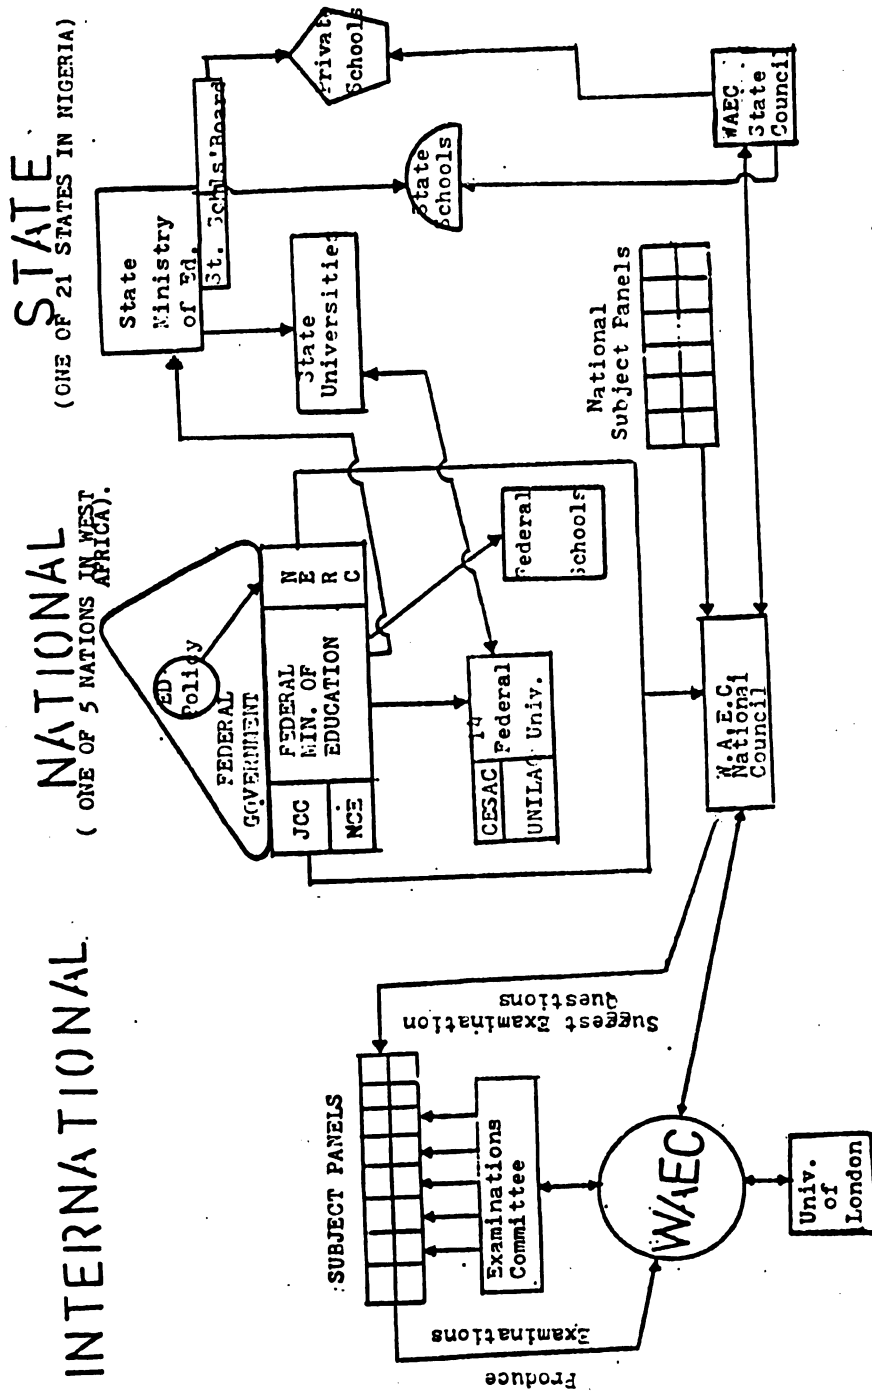 INTERNATIONAL
NATIONAL
( ONE OF 5 NATIONS IN WEST
AFRICA).
STATE
(ONE OF 21 STATES IN NIGERIA)
SUBJECT PANELS
Examinations
Committee
WAEC
Univ.
of
London
Produce
Examinations
Suggest Examination
Questions
ED
Policy
FEDERAL
GOVERNMENT
JCC
NCE
FEDERAL
MIN. OF
EDUCATION
N
E
R
C
CESAC
UNILAG
14
Federal
Univ.
Federal
Schools
W.A.E.C.
National
Council
National
Subject Panels
State
Ministry
of Ed.
St. Schls' Board
State
Universities
State
Schools
Private
Schools
WAEC
State
Council